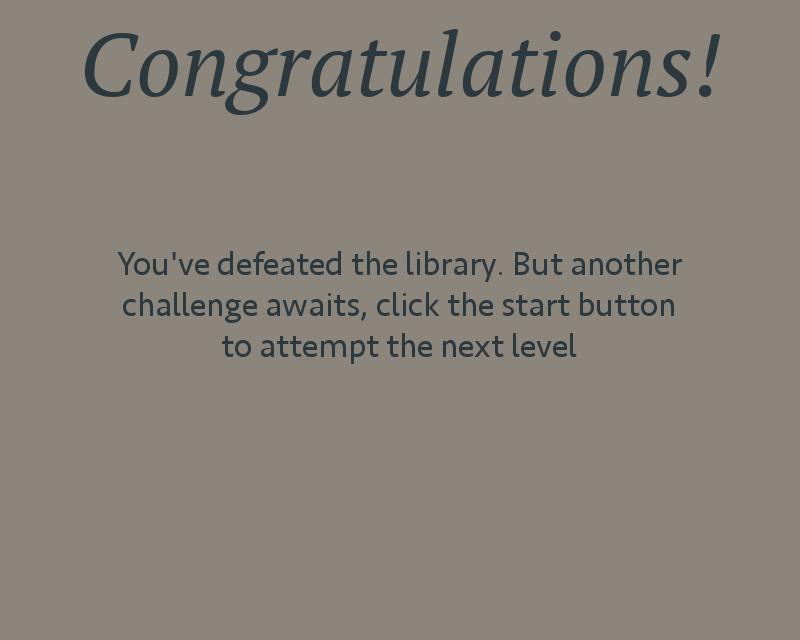 Congratulations!
You've defeated the library. But another
challenge awaits, click the start button
to attempt the next level